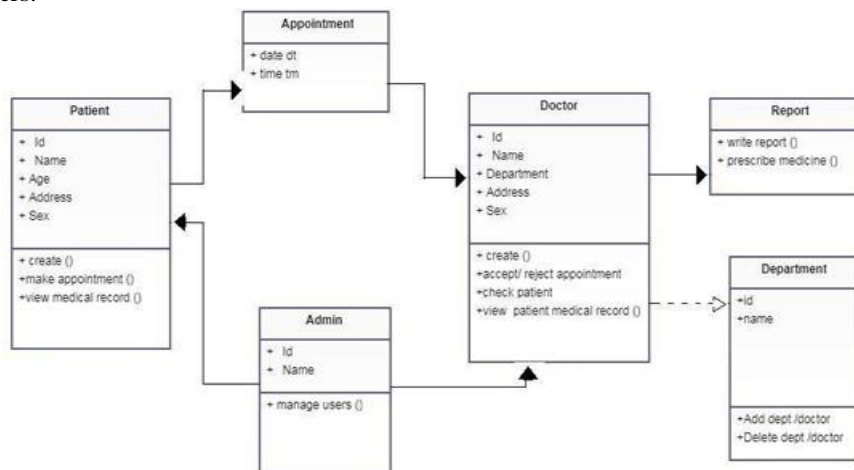 Appointment
+ date dt
+ time tm
Patient
+ Id
+ Name
+ Age
+ Address
+ Sex
+ create ()
+make appointment ()
+view medical record ()
Doctor
+ Id
+ Name
+ Department
+ Address
+ Sex
+ create ()
+accept/ reject appointment
+check patient
+view patient medical record ()
Report
+ write report ()
+ prescribe medicine ()
Department
+id
+name
+Add dept /doctor
+Delete dept /doctor
Admin
+ Id
+ Name
+ manage users ()